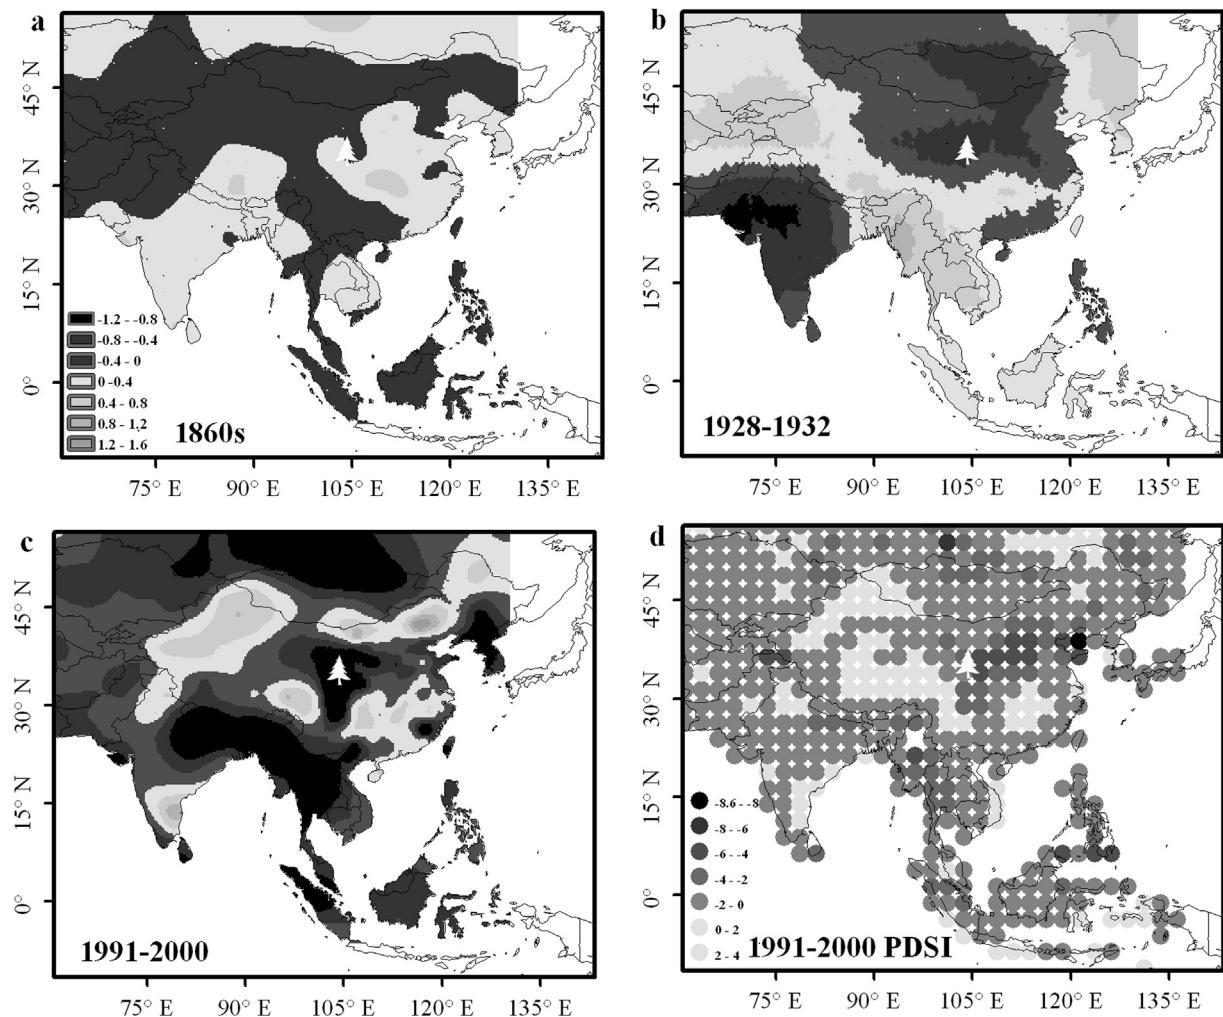 a
45° N
30° N
15° N
0°
-1.2 - -0.8
-0.8 - -0.4
-0.4 - 0
0 -0.4
0.4 - 0.8
0.8 - 1,2
1.2 - 1.6
1860s
75° E 90° E 105° E 120° E 135° E
b
45° N
30° N
15° N
0°
1928-1932
75° E 90° E 105° E 120° E 135° E
c
45° N
30° N
15° N
0°
1991-2000
75° E 90° E 105° E 120° E 135° E
d
45° N
30° N
15° N
0°
-8.6 - -8
-8 - -6
-6 - -4
-4 - -2
-2 - 0
0 - 2
2 - 4
1991-2000 PDSI
75° E 90° E 105° E 120° E 135° E